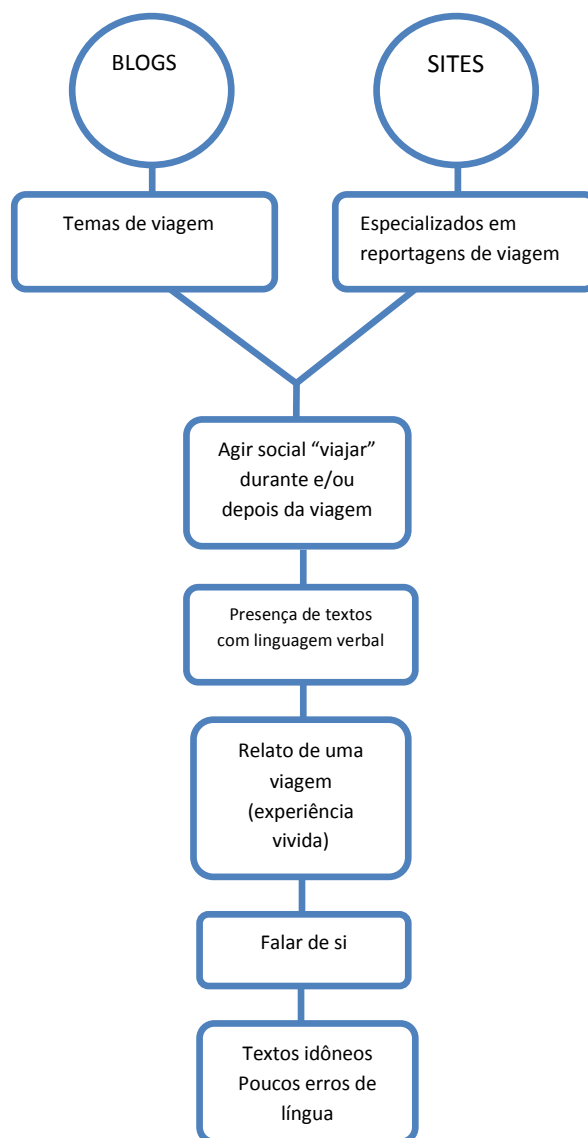 BLOGS
SITES
Temas de viagem
Especializados em
reportagens de viagem
Agir social “viajar”
durante e/ou
depois da viagem
Presença de textos
com linguagem verbal
Relato de uma
viagem
(experiência
vivida)
Falar de si
Textos idôneos
Poucos erros de
língua